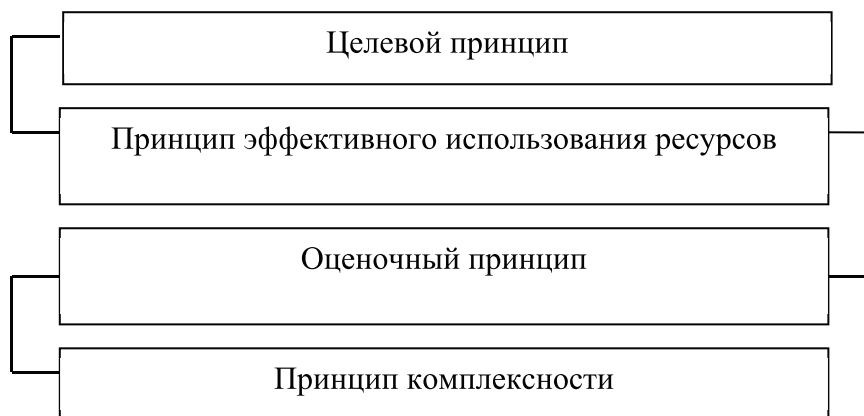 Целевой принцип
Принцип эффективного использования ресурсов
Оценочный принцип
Принцип комплексности